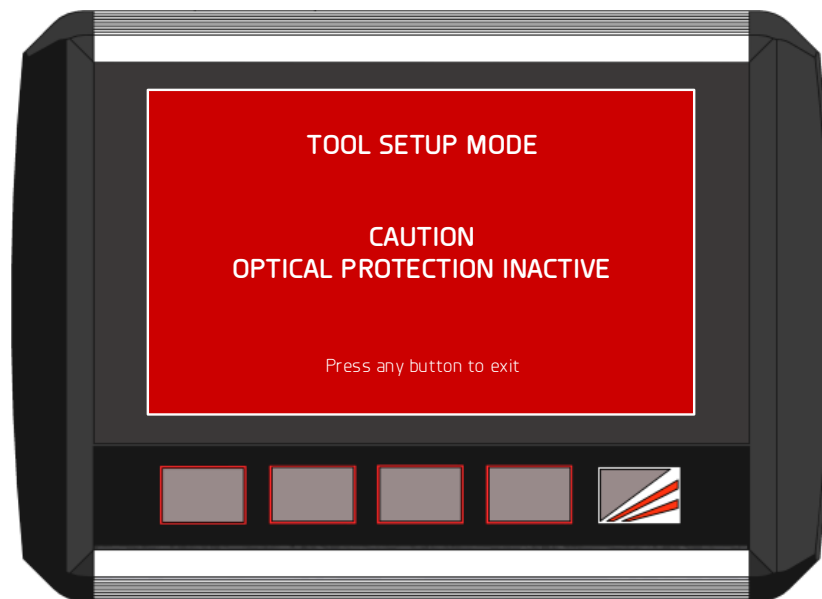 TOOL SETUP MODE
CAUTION
OPTICAL PROTECTION INACTIVE
Press any button to exit